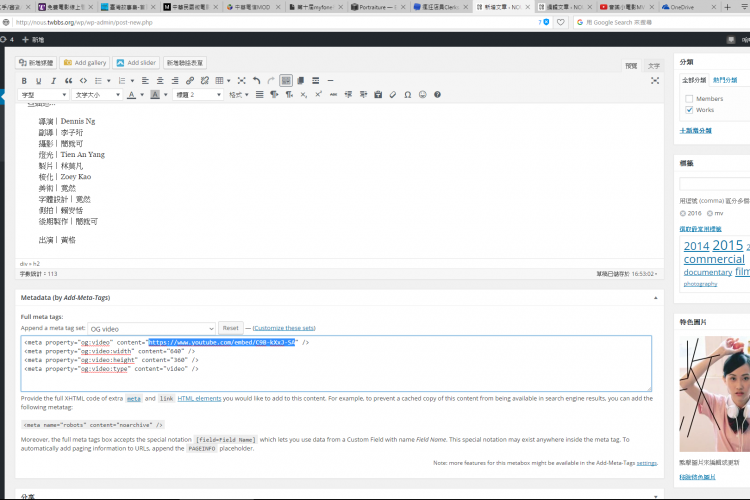 http://nous.twbbs.org/wp/wp-admin/post-new.php
用 Google Search 來搜尋
4 + 新增
新增媒體 Add gallery Add slider 新增聯絡表單
預覽 文字
字型 文字大小 標題 2 格式
導演 | Dennis Ng
副導 | 李子珩
攝影 | 簡我可
燈光 | Tien An Yang
製片 | 林莫凡
梳化 | Zoey Kao
美術 | 竟然
字體設計 | 竟然
側拍 | 賴麥恬
後期製作 | 簡我可
出演 | 黃格
div » h2
字數統計：113
草稿已儲存於 16:53:02。
Metadata (by Add-Meta-Tags)
Full meta tags:
Append a meta tag set: OG video Reset — (Customize these sets)
<meta property="og:video" content="https://www.youtube.com/embed/C98-kXx3-SA" />
<meta property="og:video:width" content="640" />
<meta property="og:video:height" content="360" />
<meta property="og:video:type" content="video" />
Provide the full XHTML code of extra meta and link HTML elements you would like to add to this content. For example, to prevent a cached copy of this content from being available in search engine results, you can add the
following metatag:
<meta name="robots" content="noarchive" />
Moreover, the full meta tags box accepts the special notation [field=Field Name] which lets you use data from a Custom Field with name Field Name. This special notation may exist anywhere inside the meta tag. To
automatically add paging information to URLs, append the PAGEINFO placeholder.
Note: more features for this metabox might be available in the Add-Meta-Tags settings.
分享
分類
全部分類 熱門分類
Members
Works
標籤
用逗號 (comma) 區分多個
2016 mv
選取設定用標籤
2014 2015
commercial
documentary film
photography
特色圖片
點擊圖片來編輯或更新
移除特色圖片